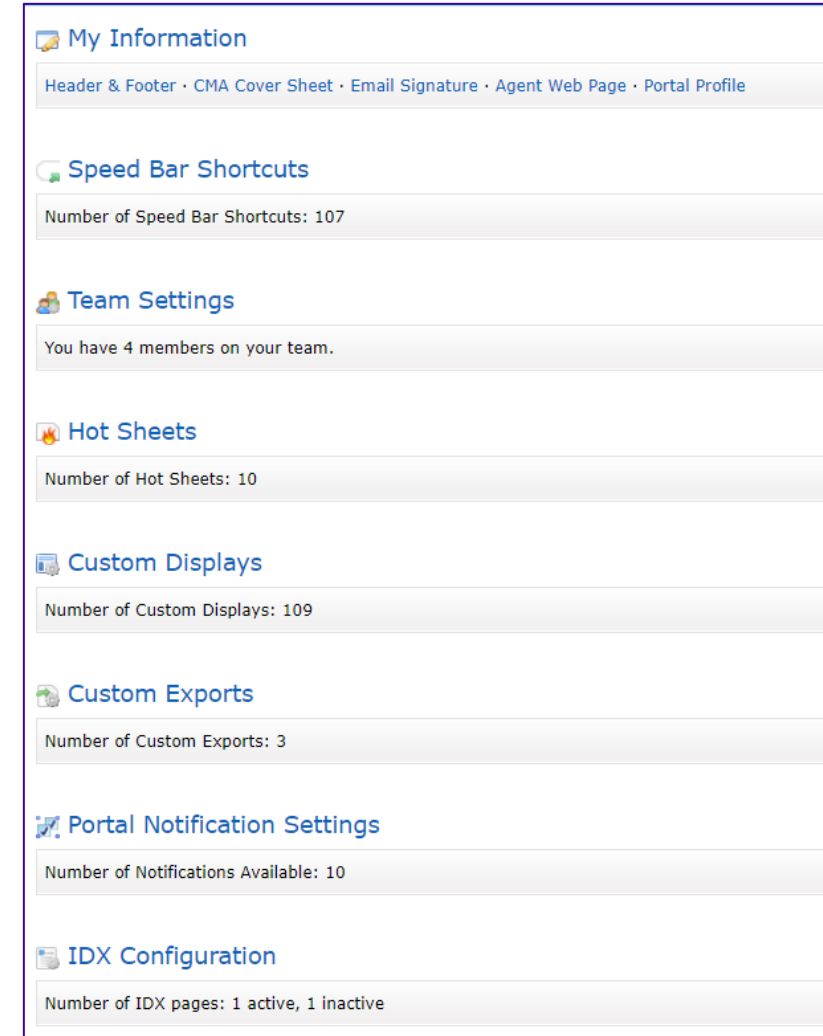 My Information
Header & Footer · CMA Cover Sheet · Email Signature · Agent Web Page · Portal Profile
Speed Bar Shortcuts
Number of Speed Bar Shortcuts: 107
Team Settings
You have 4 members on your team.
Hot Sheets
Number of Hot Sheets: 10
Custom Displays
Number of Custom Displays: 109
Custom Exports
Number of Custom Exports: 3
Portal Notification Settings
Number of Notifications Available: 10
IDX Configuration
Number of IDX pages: 1 active, 1 inactive